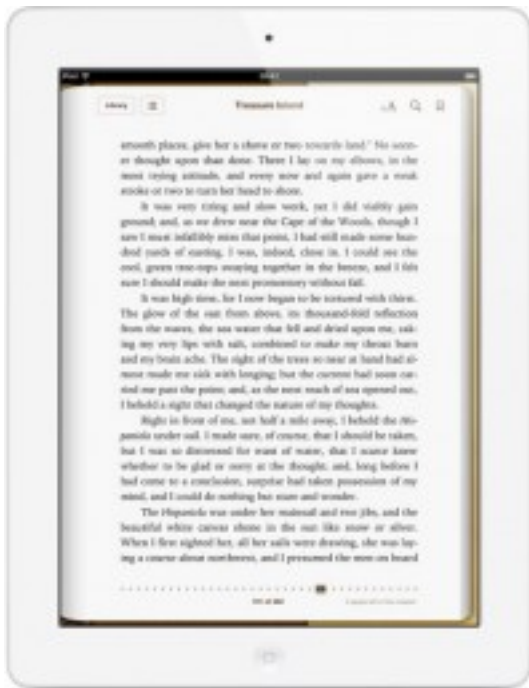 iPad
Library
Treasure Island
AA
smooth places, give her a shove or two towards land." No soon-
er thought upon than done. There I lay on my elbows, in the
most trying attitude, and every now and again gave a weak
stroke or two to turn her head to shore.
It was very tiring and slow work, yet I did visibly gain
ground; and, as we drew near the Cape of the Woods, though I
saw I must infallibly miss that point, I had still made some hun-
dred yards of easting. I was, indeed, close in. I could see the
cool, green tree-tops swaying together in the breeze, and I felt
sure I should make the next promontory without fail.
It was high time, for I now began to be tortured with thirst.
The glow of the sun from above, its thousand-fold reflection
from the waves, the sea water that fell and dried upon me, cak-
ing my very lips with salt, combined to make my throat burn
and my brain ache. The sight of the trees so near at hand had al-
most made me sick with longing; but the current had soon car-
ried me past the point; and, as the next reach of sea opened out,
I beheld a sight that changed the nature of my thoughts.
Right in front of me, not half a mile away, I beheld the His-
paniola under sail. I made sure, of course, that I should be taken,
but I was so distressed for want of water, that I scarce knew
whether to be glad or sorry at the thought; and, long before I
had come to a conclusion, surprise had taken possession of my
mind, and I could do nothing but stare and wonder.
The Hispaniola was under her mainsail and two jibs, and the
beautiful white canvas shone in the sun like snow or silver.
When I first sighted her, all her sails were drawing, she was lay-
ing a course about northwest, and I presumed the men on board